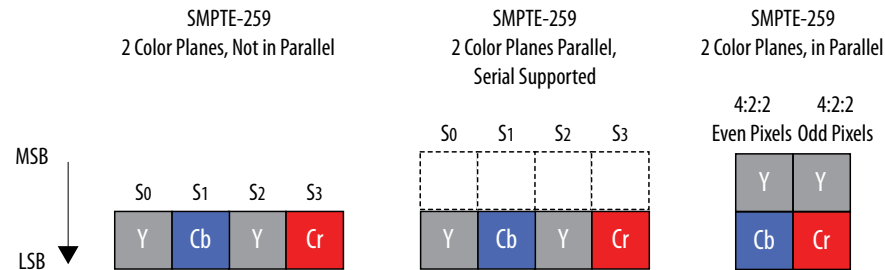 SMPTE-259
2 Color Planes, Not in Parallel
SMPTE-259
2 Color Planes Parallel,
Serial Supported
SMPTE-259
2 Color Planes, in Parallel
MSB
LSB
S0 S1 S2 S3
Y Cb Y Cr
S0 S1 S2 S3
Y Cb Y Cr
4:2:2 4:2:2
Even Pixels Odd Pixels
Y Y
Cb Cr